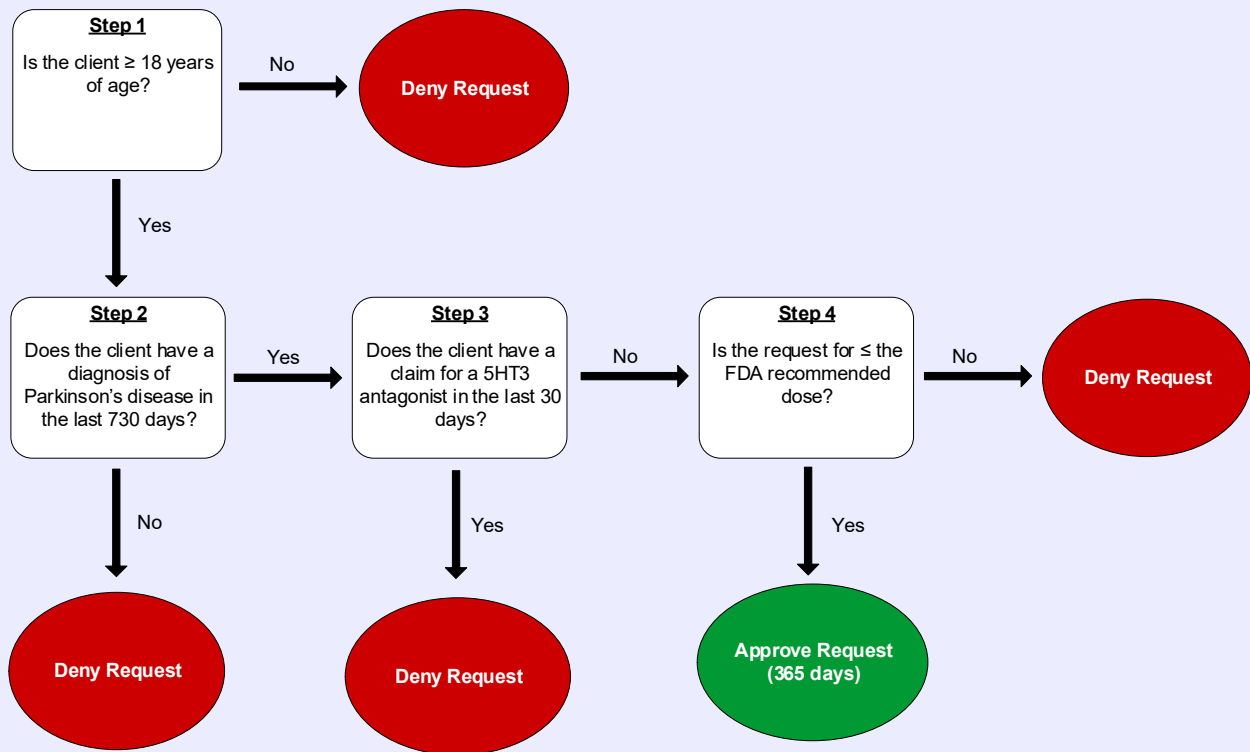 Step 1
Is the client ≥ 18 years
of age?
No
Deny Request
Yes
Step 2
Does the client have a
diagnosis of
Parkinson’s disease in
the last 730 days?
Yes
Step 3
Does the client have a
claim for a 5HT3
antagonist in the last 30
days?
No
Step 4
Is the request for ≤ the
FDA recommended
dose?
No
Deny Request
No
Yes
Yes
Deny Request
Deny Request
Approve Request
(365 days)